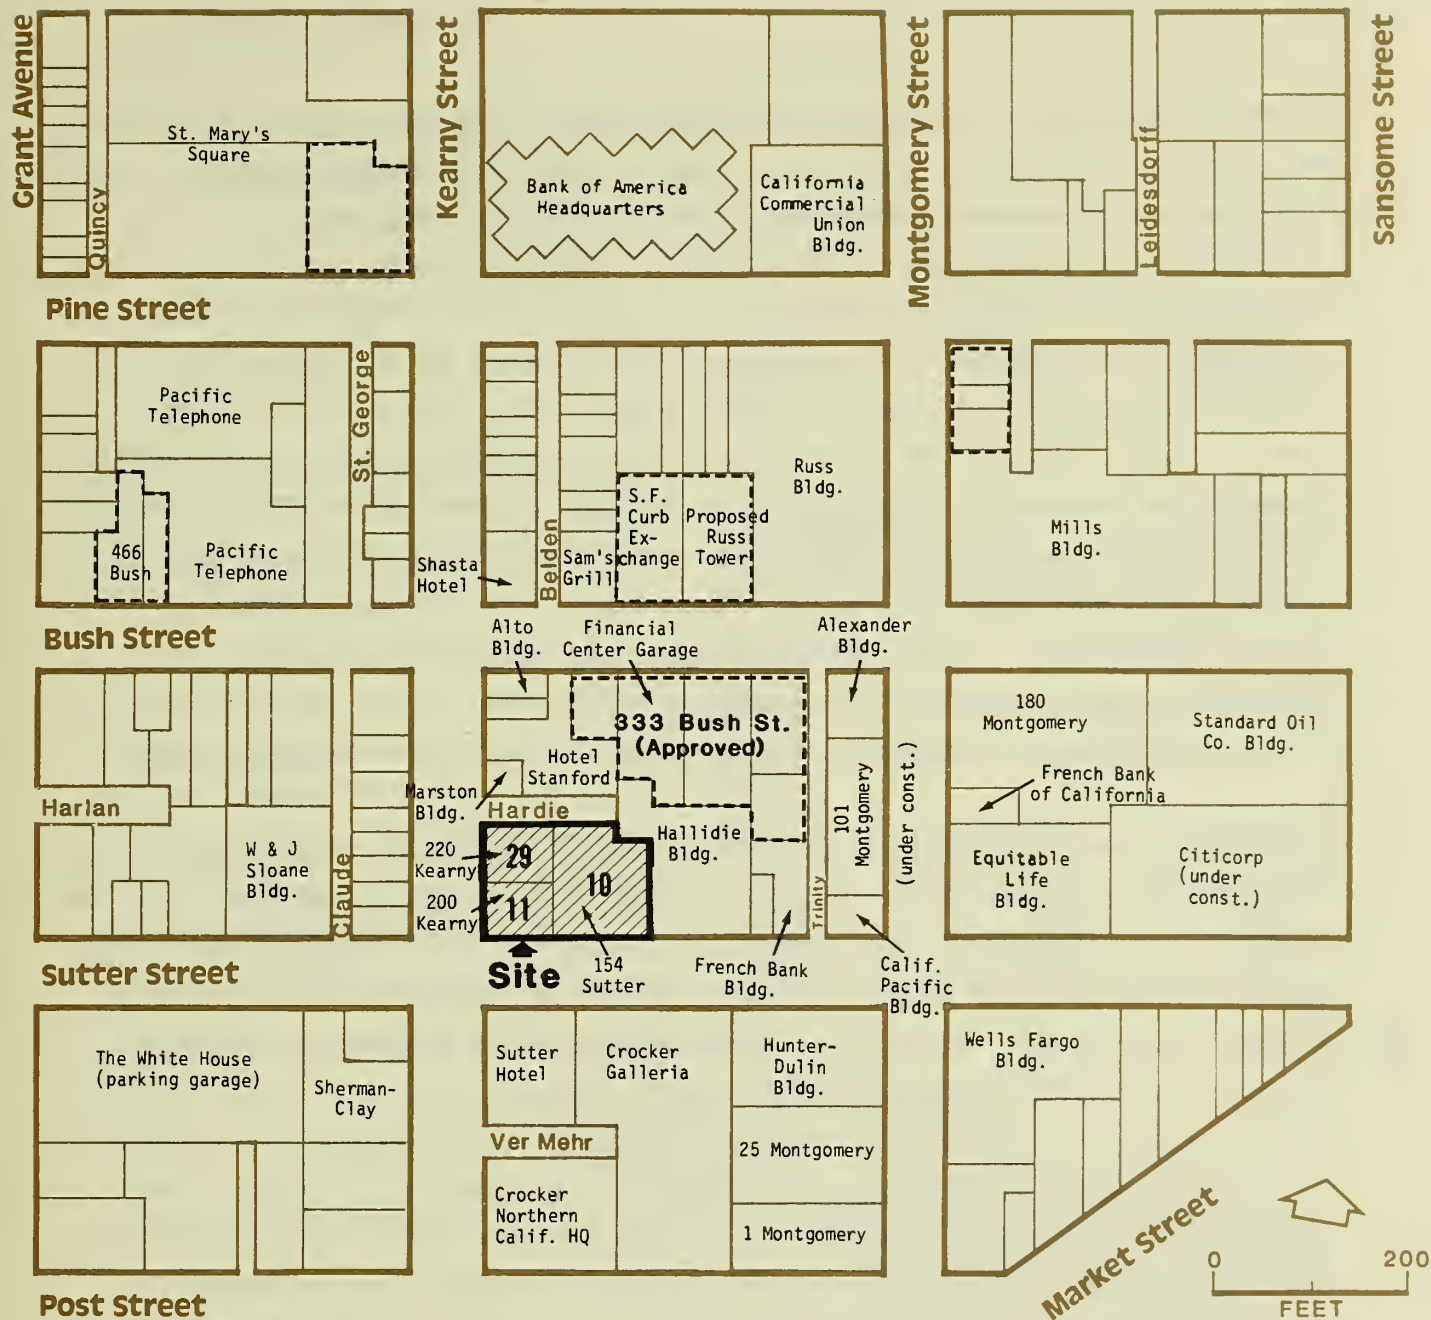 Grant Avenue
Quincy
St. Mary's
Square
Kearny Street
Bank of America
Headquarters
California
Commercial
Union
Bldg.
Montgomery Street
Leidesdorff
Sansome Street
Pine Street
Pacific
Telephone
St. George
466
Bush
Pacific
Telephone
Shasta
Hotel
Belden
Sam's
Grill
S.F.
Curb
Ex-
change
Proposed
Russ
Tower
Russ
Bldg.
Mills
Bldg.
Bush Street
Alto
Bldg.
Financial
Center Garage
Alexander
Bldg.
333 Bush St.
(Approved)
Hotel
Stanford
Marston
Bldg.
Harlan
Hardie
W & J
Sloane
Bldg.
Claude
220
Kearny
200
Kearny
29
11
10
Hallidie
Bldg.
Trinity
101
Montgomery
(under const.)
180
Montgomery
Standard Oil
Co. Bldg.
French Bank
of California
Equitable
Life
Bldg.
Citicorp
(under
const.)
Sutter Street
Site
154
Sutter
French Bank
Bldg.
Calif.
Pacific
Bldg.
The White House
(parking garage)
Sherman-
Clay
Sutter
Hotel
Crocker
Galleria
Hunter-
Dulin
Bldg.
Wells Fargo
Bldg.
Ver Mehr
25 Montgomery
Crocker
Northern
Calif. HQ
1 Montgomery
Market Street
Post Street
0 200
FEET